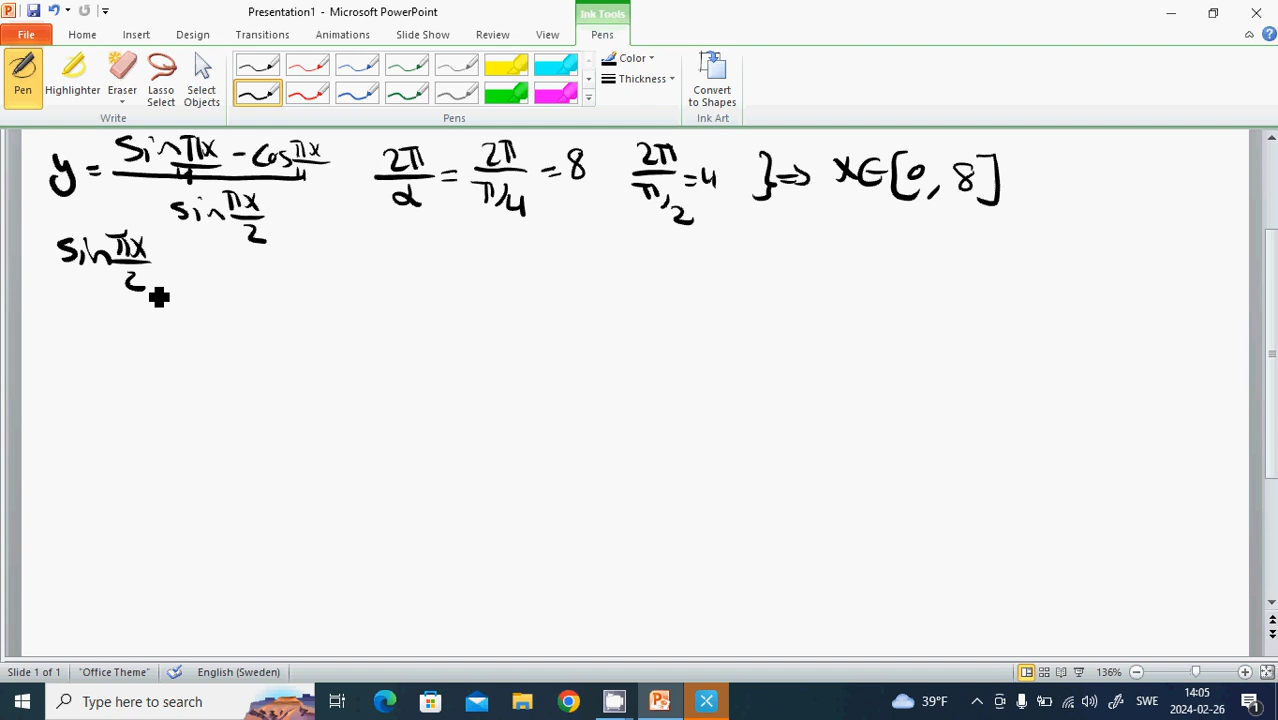 Presentation1 - Microsoft PowerPoint
Ink Tools
File Home Insert Design Transitions Animations Slide Show Review View Pens
Pen Highlighter Eraser Lasso Select Select Objects
Color
Thickness
Convert to Shapes
Write Pens Ink Art
y = (sin πx/4 - cos πx/4) / (sin πx/2) 2π/α = 2π/(π/4) = 8 2π/(π/2) = 4 } ⇒ x∈[0, 8]
sin πx/2
Slide 1 of 1 "Office Theme" English (Sweden) 136%
Type here to search 39°F SWE 14:05
2024-02-26 1